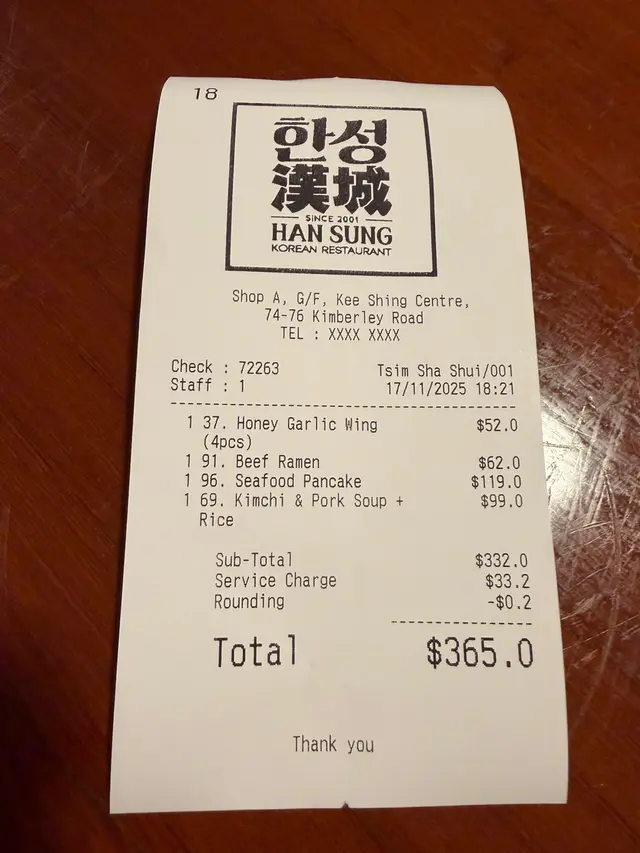 18
한성
漢城
SINCE 2001
HAN SUNG
KOREAN RESTAURANT
Shop A, G/F, Kee Shing Centre,
74-76 Kimberley Road
TEL : XXXX XXXX
Check : 72263 Tsim Sha Shui/001
Staff : 1 17/11/2025 18:21
1 37. Honey Garlic Wing $52.0
(4pcs)
1 91. Beef Ramen $62.0
1 96. Seafood Pancake $119.0
1 69. Kimchi & Pork Soup + $99.0
Rice
Sub-Total $332.0
Service Charge $33.2
Rounding -$0.2
Total $365.0
Thank you